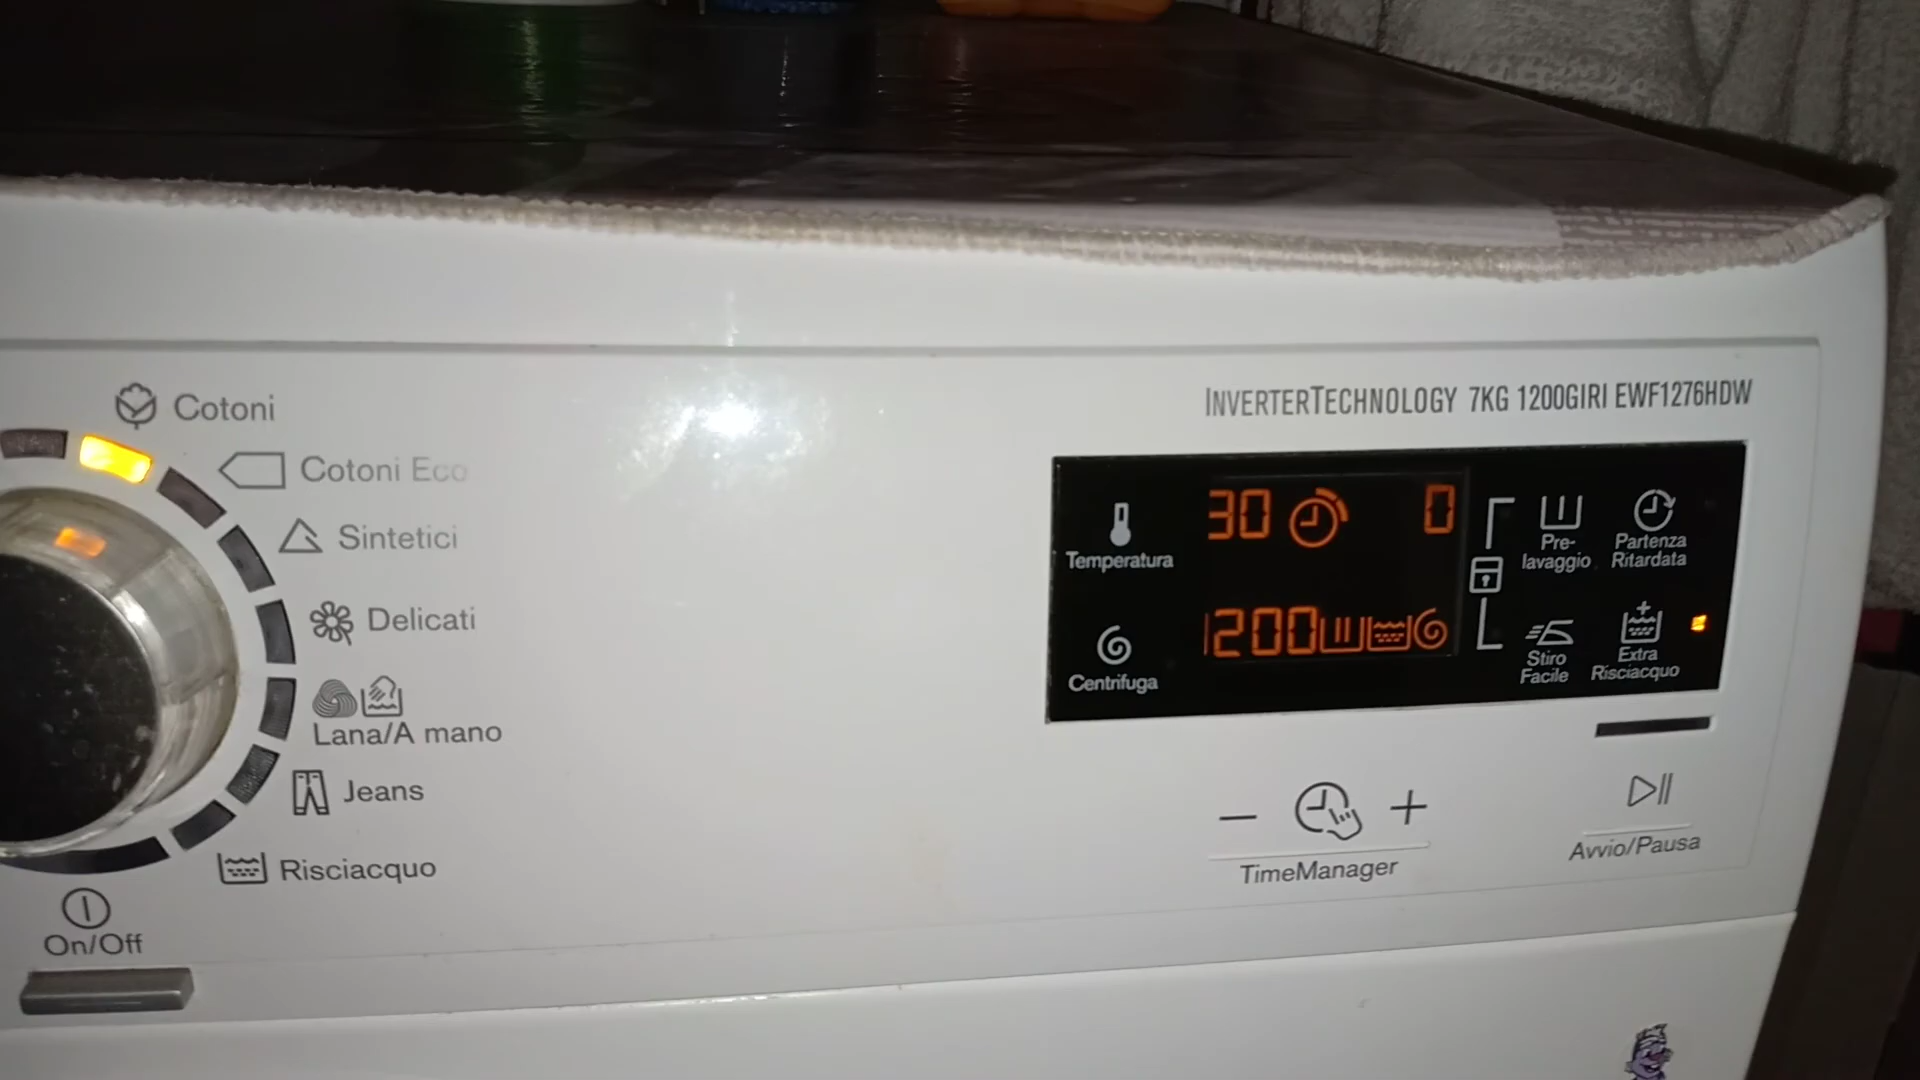 Cotoni
Cotoni Eco
Sintetici
Delicati
Lana/A mano
Jeans
Risciacquo
On/Off
INVERTERTECHNOLOGY 7KG 1200GIRI EWF1276HDW
Temperatura
30
0
Pre-
lavaggio
Partenza
Ritardata
Centrifuga
1200
Stiro
Facile
Extra
Risciacquo
TimeManager
Avvio/Pausa